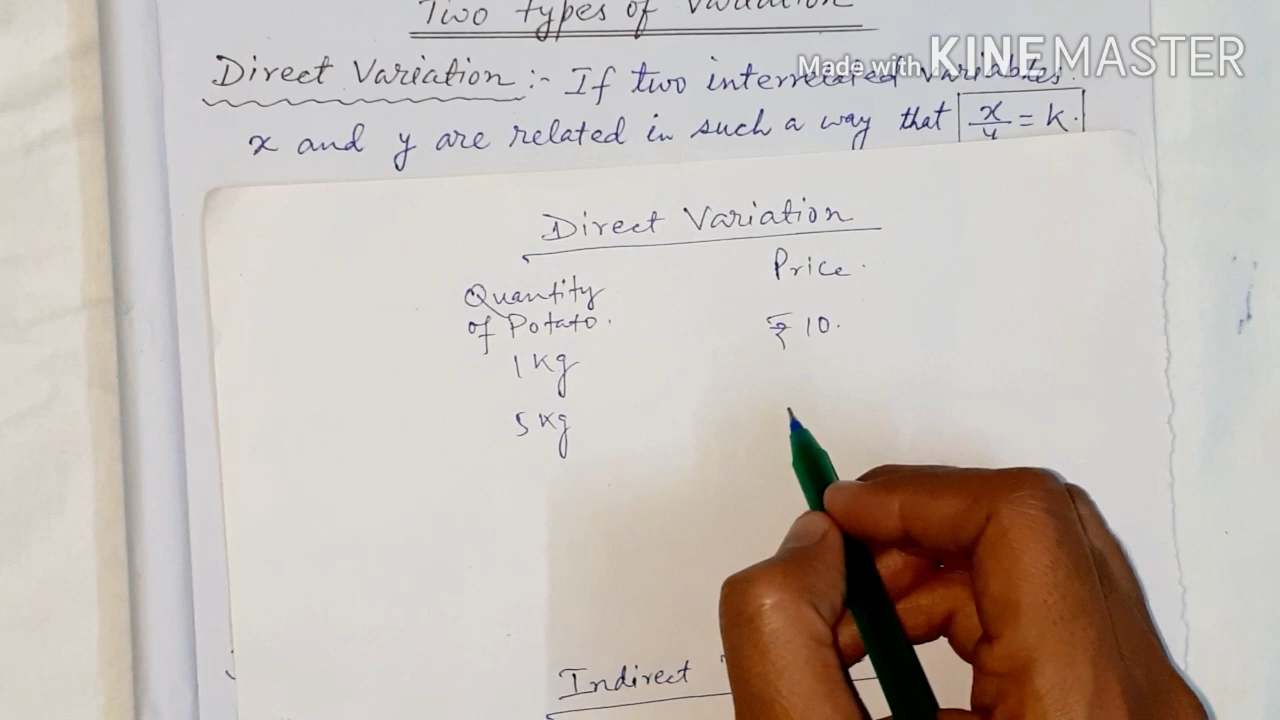 Two types of Variation
Made with KINEMASTER
Direct Variation :- If two interrelated variables
x and y are related in such a way that x/y = k.
Direct Variation
Quantity of Potato.
Price.
1 Kg
₹ 10.
5 Kg
Indirect